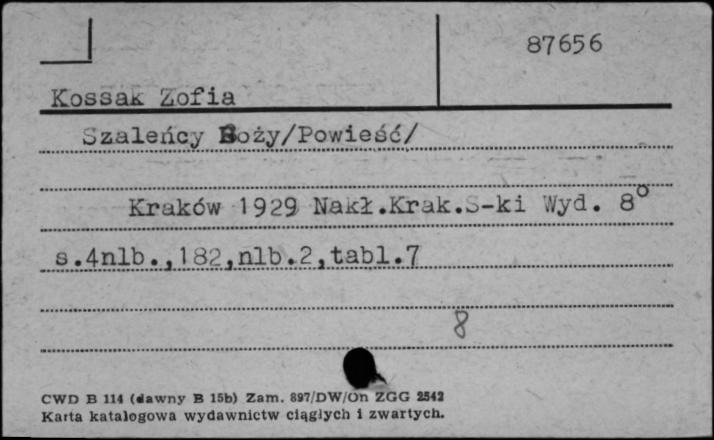 87656
Kossak Zofia
Szaleńcy Boży/Powieść/
Kraków 1929 Nakł.Krak.S-ki Wyd. 8°
s.4nlb.,182,nlb.2,tabl.7
8
CWD B 114 (dawny B 15b) Zam. 897/DW/On ZGG 2542
Karta katalogowa wydawnictw ciągłych i zwartych.